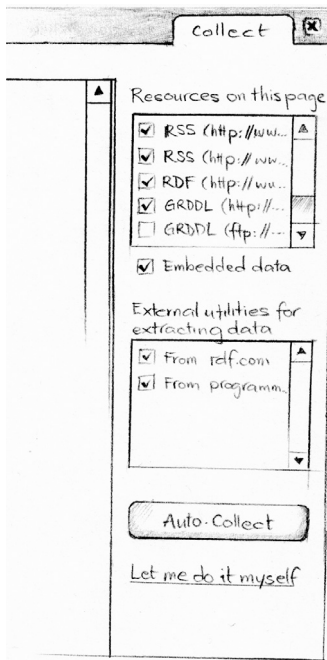 Collect
Resources on this page
RSS (http://ww...
RSS (http://ww...
RDF (http://ww...
GRDDL (http://...
GRDDL (ftp://...
Embedded data
External utilities for
extracting data
From rdf.com
From programm.
Auto-Collect
Let me do it myself